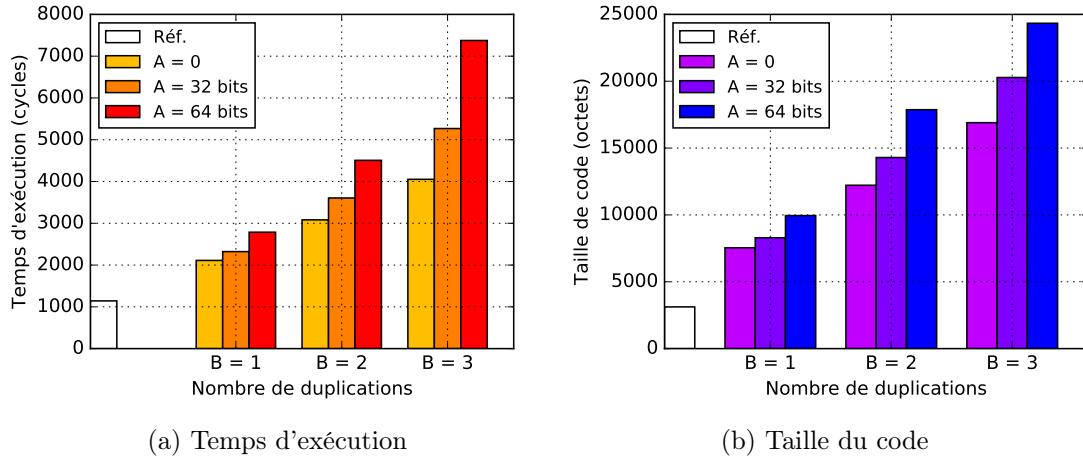 8000
7000
6000
5000
4000
3000
2000
1000
0
Temps d'exécution (cycles)
Réf.
A = 0
A = 32 bits
A = 64 bits
B = 1
B = 2
B = 3
Nombre de duplications
(a) Temps d'exécution
25000
20000
15000
10000
5000
0
Taille de code (octets)
Réf.
A = 0
A = 32 bits
A = 64 bits
B = 1
B = 2
B = 3
Nombre de duplications
(b) Taille du code